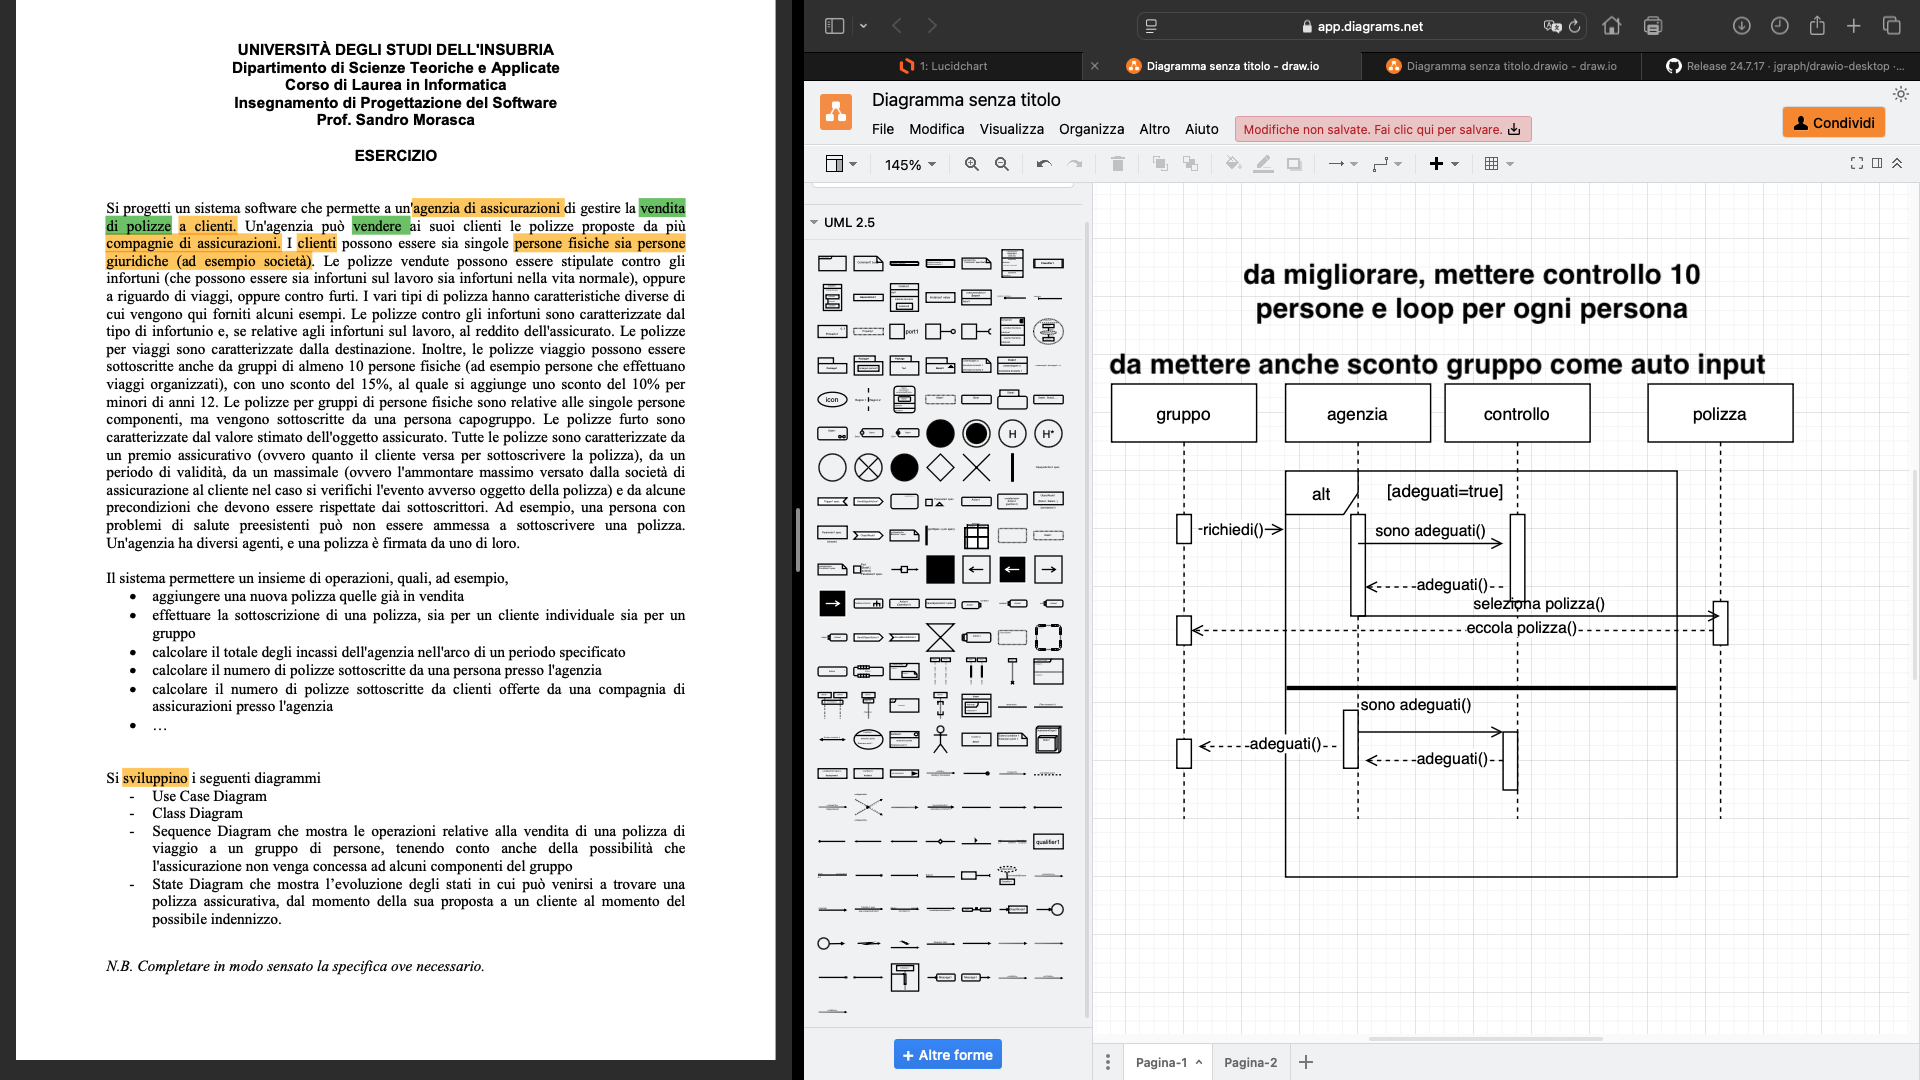 UNIVERSITÀ DEGLI STUDI DELL'INSUBRIA
Dipartimento di Scienze Teoriche e Applicate
Corso di Laurea in Informatica
Insegnamento di Progettazione del Software
Prof. Sandro Morasca
ESERCIZIO
Si progetti un sistema software che permette a un'agenzia di assicurazioni di gestire la vendita
di polizze a clienti. Un'agenzia può vendere ai suoi clienti le polizze proposte da più
compagnie di assicurazioni. I clienti possono essere sia singole persone fisiche sia persone
giuridiche (ad esempio società). Le polizze vendute possono essere stipulate contro gli
infortuni (che possono essere sia infortuni sul lavoro sia infortuni nella vita normale), oppure
a riguardo di viaggi, oppure contro furti. I vari tipi di polizza hanno caratteristiche diverse di
cui vengono qui forniti alcuni esempi. Le polizze contro gli infortuni sono caratterizzate dal
tipo di infortunio e, se relative agli infortuni sul lavoro, al reddito dell'assicurato. Le polizze
per viaggi sono caratterizzate dalla destinazione. Inoltre, le polizze viaggio possono essere
sottoscritte anche da gruppi di almeno 10 persone fisiche (ad esempio persone che effettuano
viaggi organizzati), con uno sconto del 15%, al quale si aggiunge uno sconto del 10% per
minori di anni 12. Le polizze per gruppi di persone fisiche sono relative alle singole persone
componenti, ma vengono sottoscritte da una persona capogruppo. Le polizze furto sono
caratterizzate dal valore stimato dell'oggetto assicurato. Tutte le polizze sono caratterizzate da
un premio assicurativo (ovvero quanto il cliente versa per sottoscrivere la polizza), da un
periodo di validità, da un massimale (ovvero l'ammontare massimo versato dalla società di
assicurazione al cliente nel caso si verifichi l'evento avverso oggetto della polizza) e da alcune
precondizioni che devono essere rispettate dai sottoscrittori. Ad esempio, una persona con
problemi di salute preesistenti può non essere ammessa a sottoscrivere una polizza.
Un'agenzia ha diversi agenti, e una polizza è firmata da uno di loro.
Il sistema permettere un insieme di operazioni, quali, ad esempio,
• aggiungere una nuova polizza quelle già in vendita
• effettuare la sottoscrizione di una polizza, sia per un cliente individuale sia per un
gruppo
• calcolare il totale degli incassi dell'agenzia nell'arco di un periodo specificato
• calcolare il numero di polizze sottoscritte da una persona presso l'agenzia
• calcolare il numero di polizze sottoscritte da clienti offerte da una compagnia di
assicurazioni presso l'agenzia
• …
Si sviluppino i seguenti diagrammi
- Use Case Diagram
- Class Diagram
- Sequence Diagram che mostra le operazioni relative alla vendita di una polizza di
viaggio a un gruppo di persone, tenendo conto anche della possibilità che
l'assicurazione non venga concessa ad alcuni componenti del gruppo
- State Diagram che mostra l'evoluzione degli stati in cui può venirsi a trovare una
polizza assicurativa, dal momento della sua proposta a un cliente al momento del
possibile indennizzo.
N.B. Completare in modo sensato la specifica ove necessario.
app.diagrams.net
1: Lucidchart
Diagramma senza titolo - draw.io
Diagramma senza titolo.drawio - draw.io
Release 24.7.17 · jgraph/drawio-desktop ·...
Diagramma senza titolo
File Modifica Visualizza Organizza Altro Aiuto
Modifiche non salvate. Fai clic qui per salvare.
Condividi
145%
UML 2.5
port1
icon
H
H*
qualifier1
+ Altre forme
da migliorare, mettere controllo 10
persone e loop per ogni persona
da mettere anche sconto gruppo come auto input
gruppo
agenzia
controllo
polizza
alt
[adeguati=true]
richiedi()
sono adeguati()
adeguati()
seleziona polizza()
eccola polizza()
sono adeguati()
adeguati()
adeguati()
Pagina-1
Pagina-2